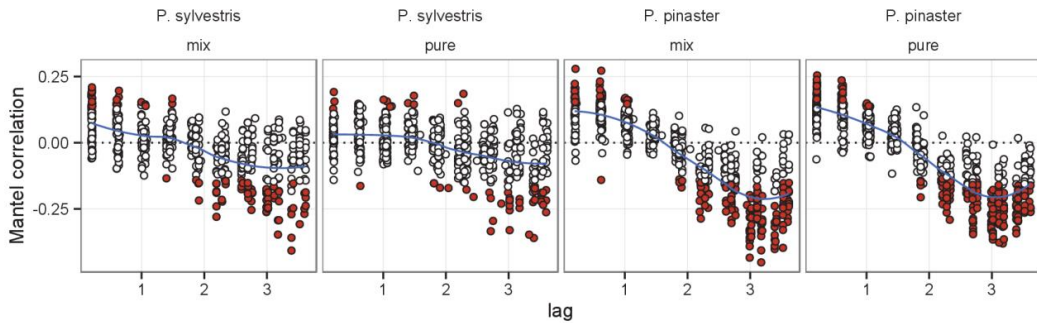 P. sylvestris P. sylvestris P. pinaster P. pinaster
mix pure mix pure
0.25
0.00
-0.25
Mantel correlation
1 2 3 1 2 3 1 2 3 1 2 3
lag